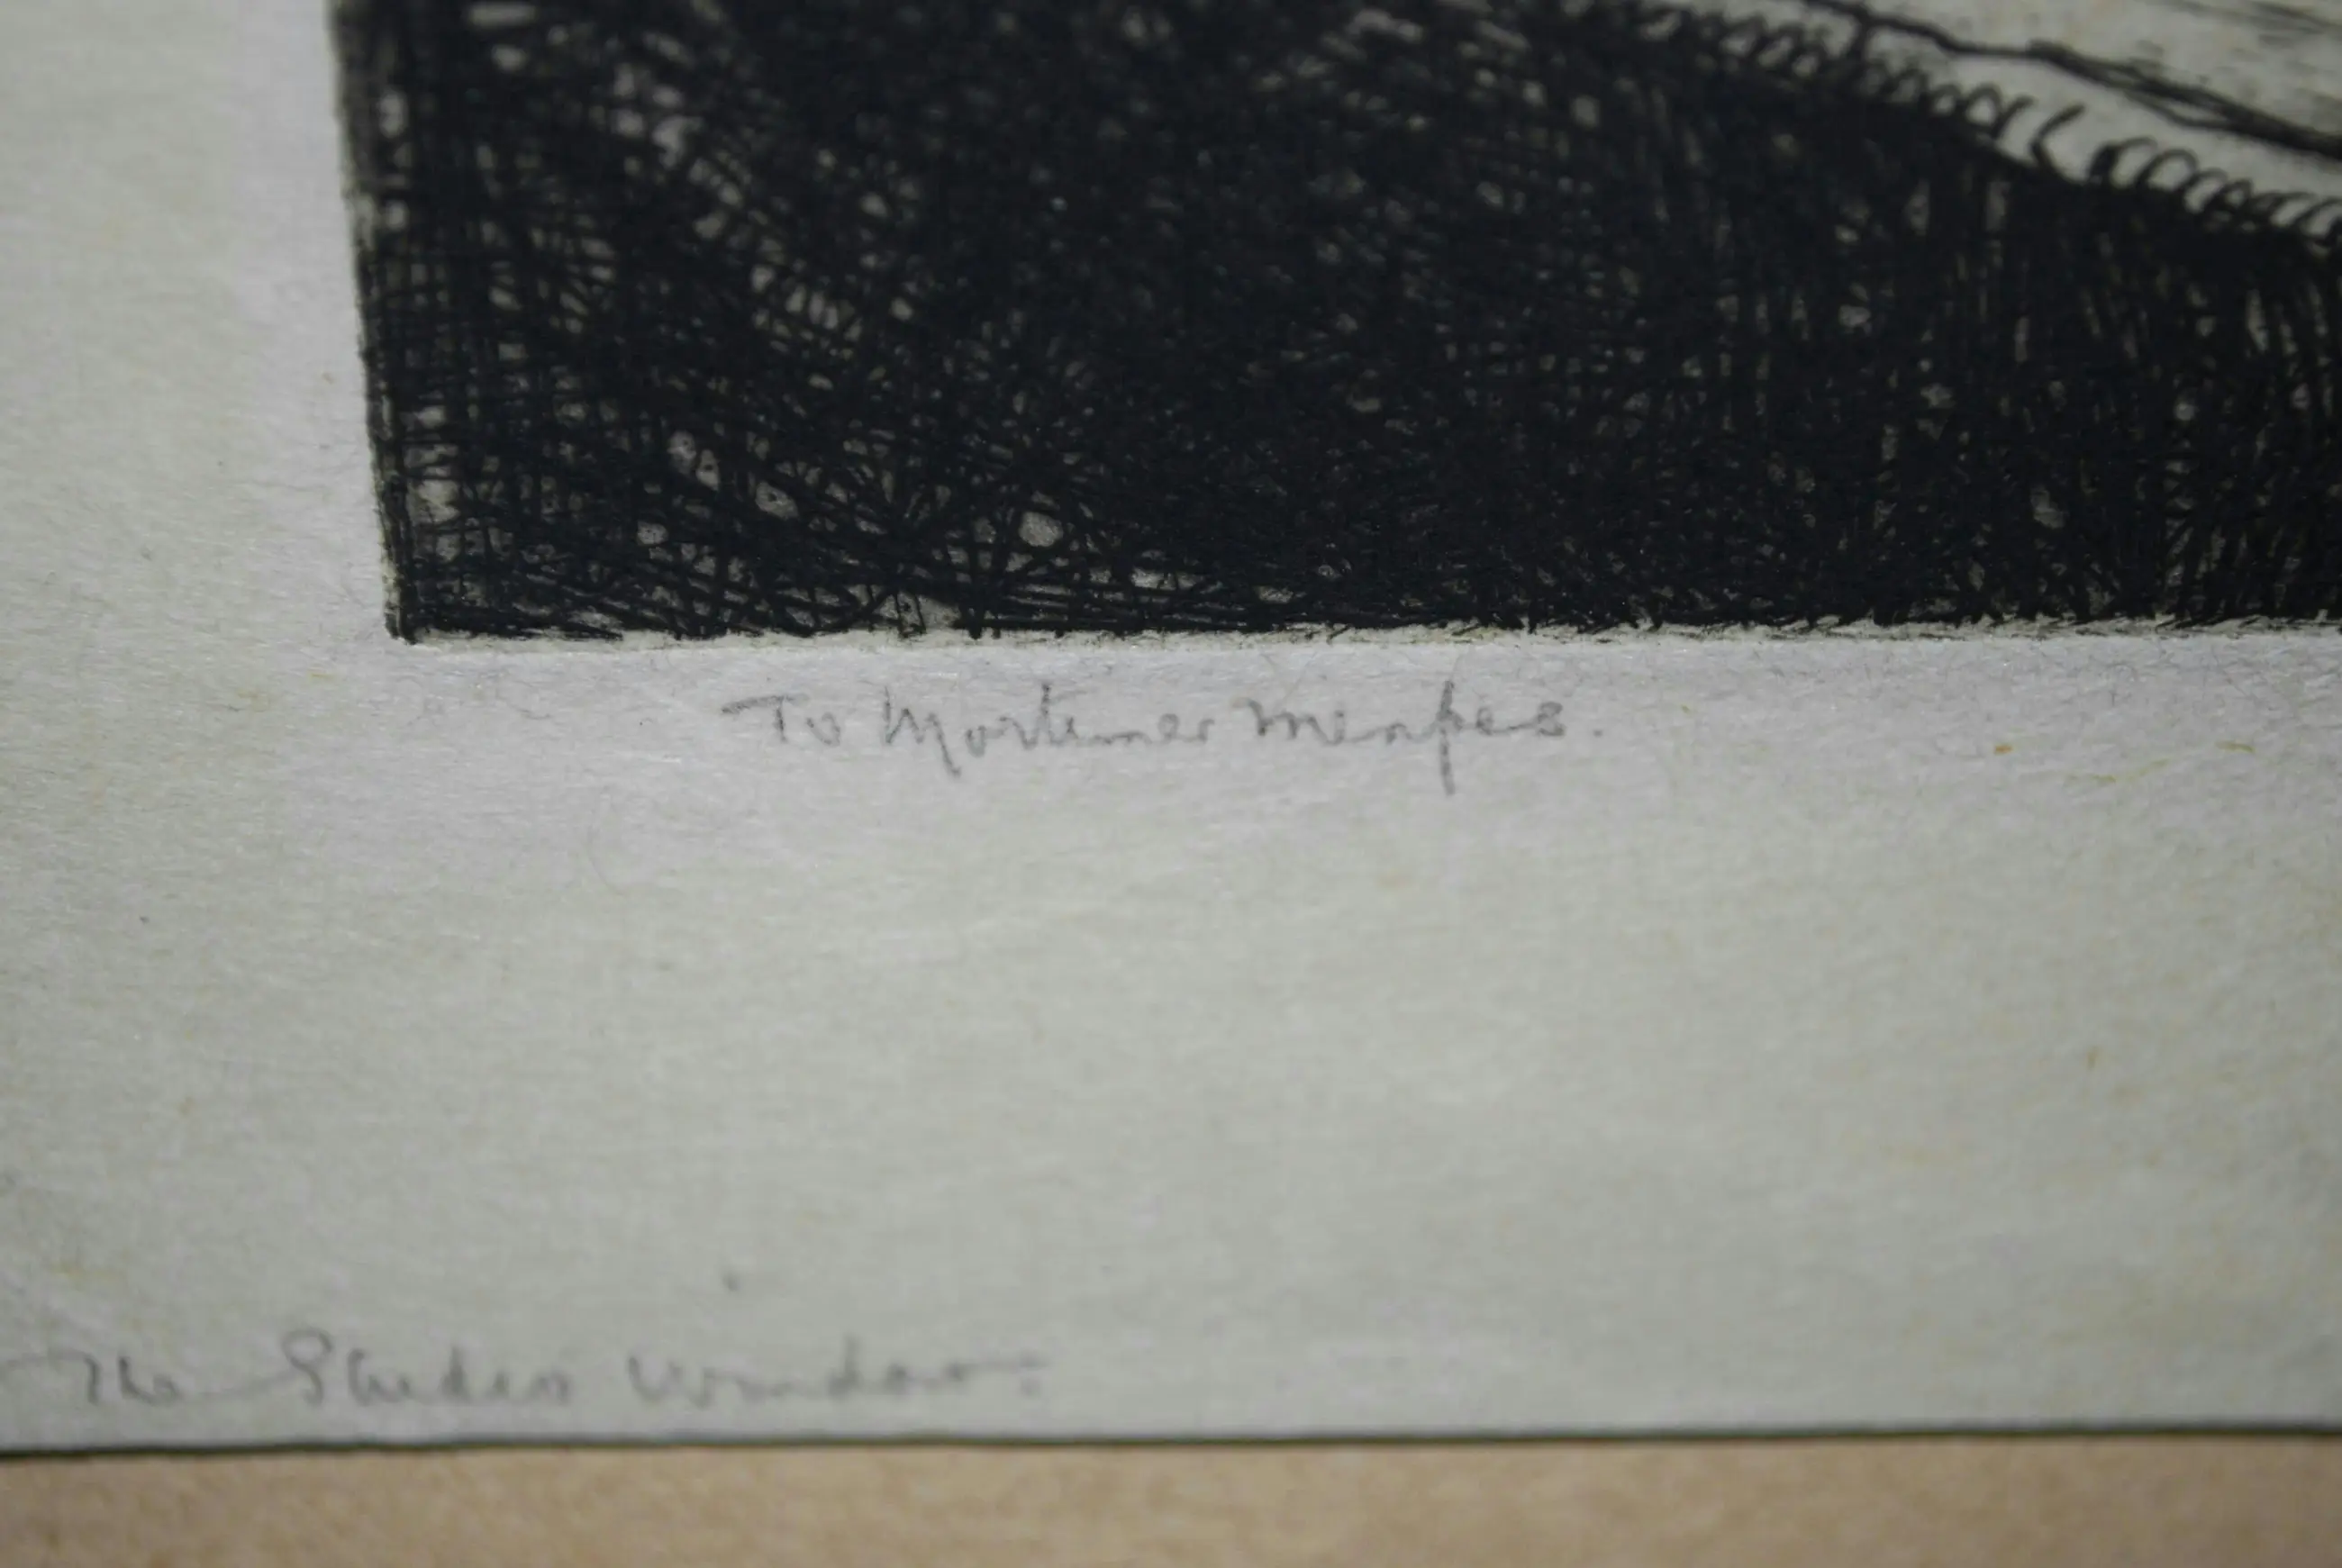 To Mortimer Menpes.
The Studio Window: